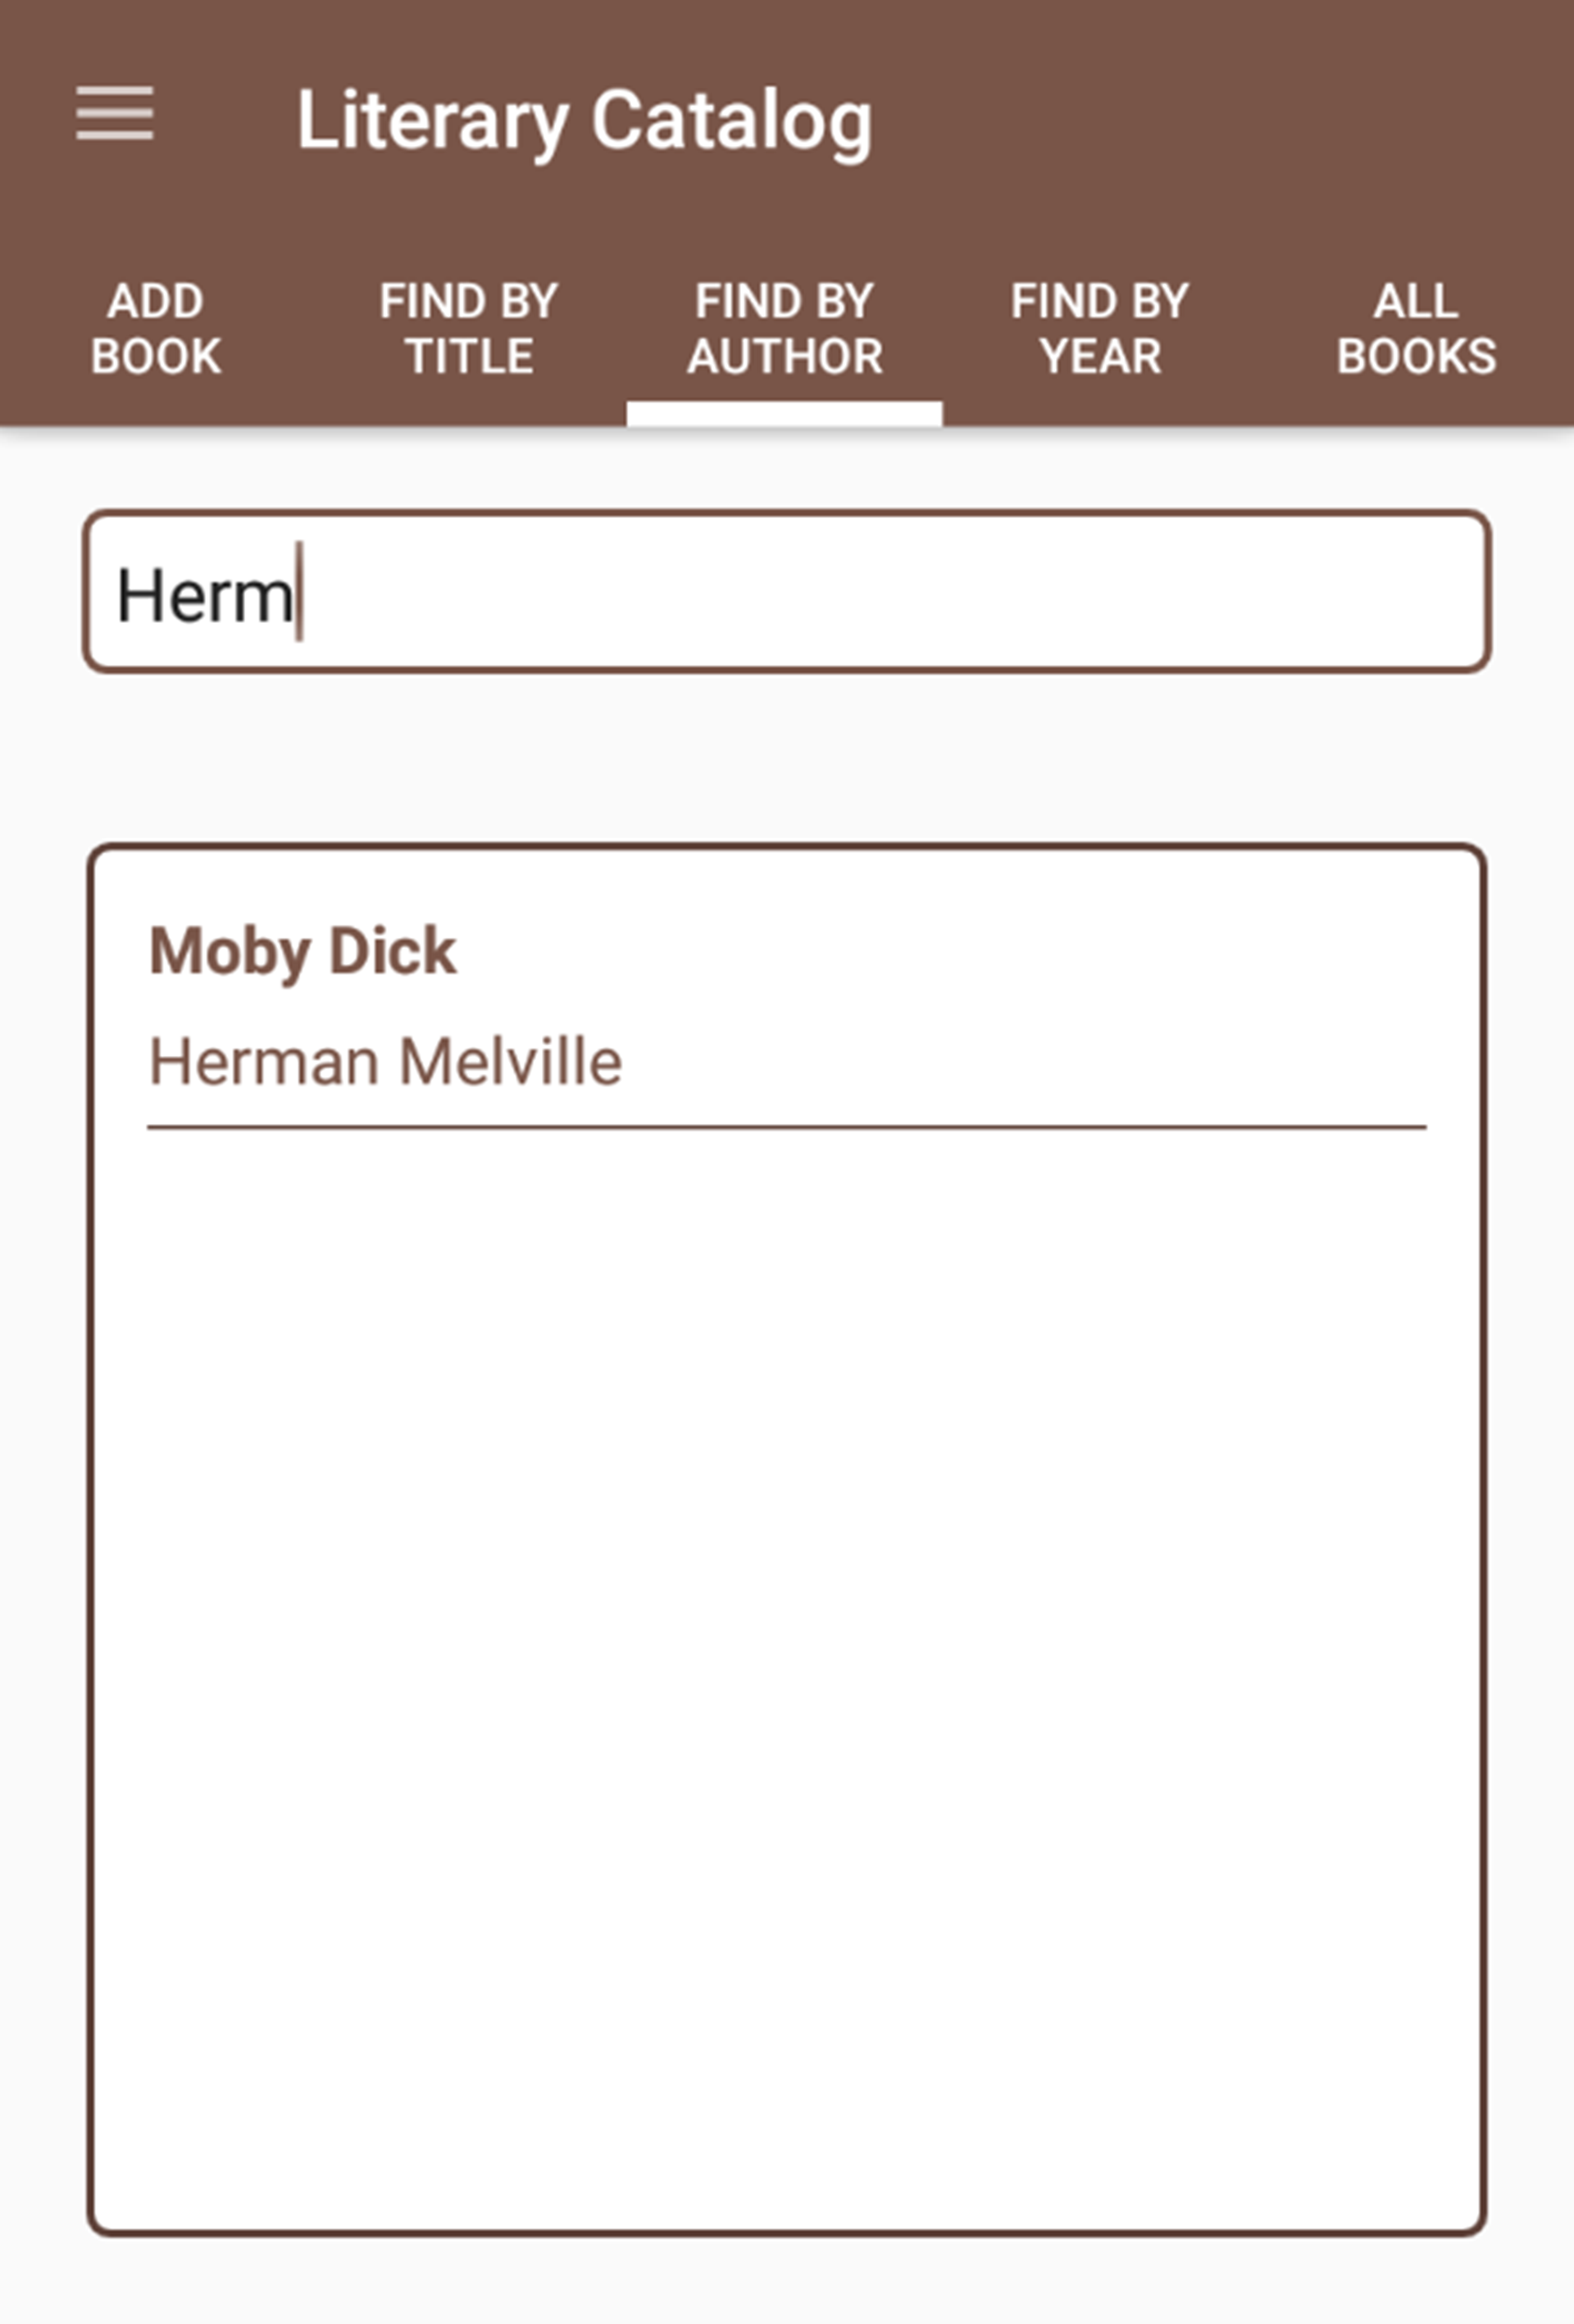 Literary Catalog
ADD
BOOK
FIND BY
TITLE
FIND BY
AUTHOR
FIND BY
YEAR
ALL
BOOKS
Herm
Moby Dick
Herman Melville